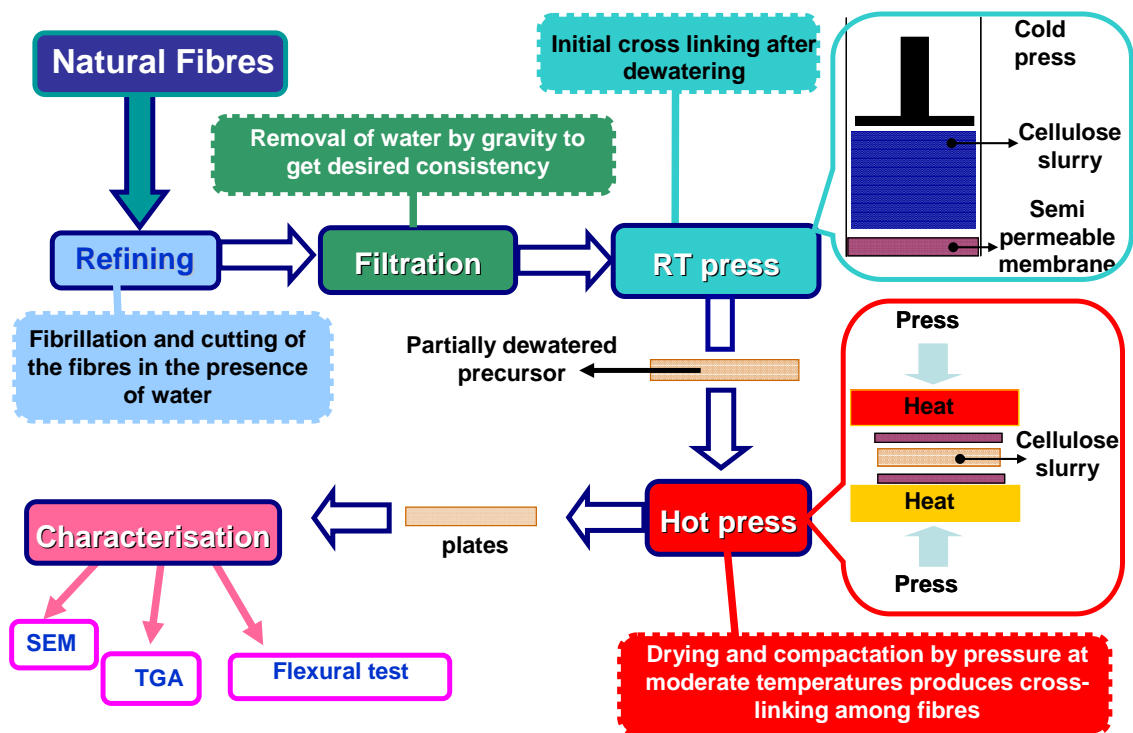 Natural Fibres
Initial cross linking after
dewatering
Cold
press
Cellulose
slurry
Semi
permeable
membrane
Removal of water by gravity to
get desired consistency
Refining
Filtration
RT press
Fibrillation and cutting of
the fibres in the presence
of water
Partially dewatered
precursor
Press
Heat
Cellulose
slurry
Heat
Press
Hot press
plates
Characterisation
SEM
TGA
Flexural test
Drying and compactation by pressure at
moderate temperatures produces cross-
linking among fibres